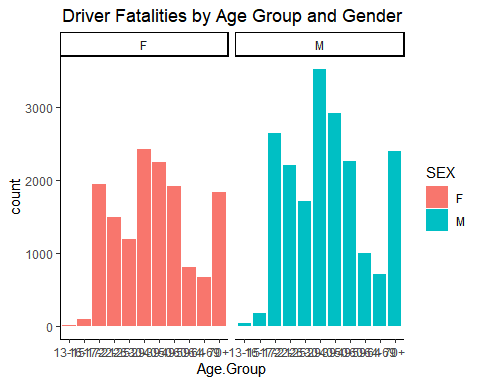 Driver Fatalities by Age Group and Gender
F
M
3000
2000
1000
0
count
Age.Group
SEX
F
M